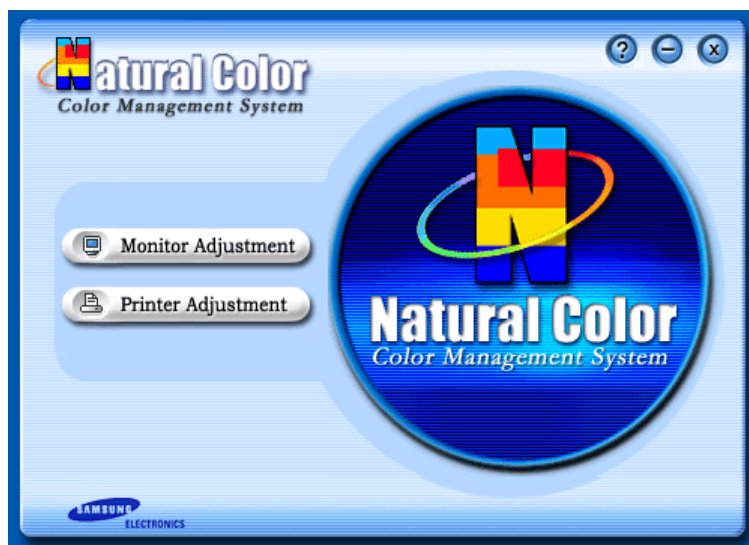 Natural Color
Color Management System
? − x
Monitor Adjustment
Printer Adjustment
N
Natural Color
Color Management System
SAMSUNG
ELECTRONICS